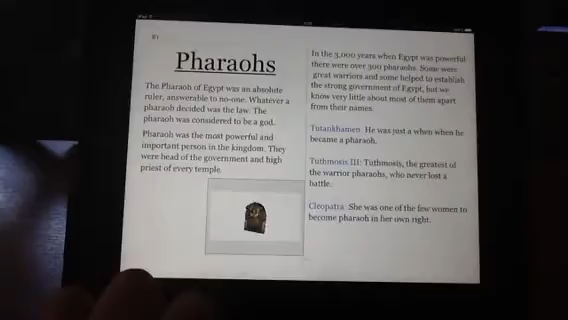 Pharaohs
The Pharaoh of Egypt was an absolute
ruler, answerable to no-one. Whatever a
pharaoh decided was the law. The
pharaoh was considered to be a god.
Pharaoh was the most powerful and
important person in the kingdom. They
were head of the government and high
priest of every temple.
In the 3,000 years when Egypt was powerful
there were over 300 pharaohs. Some were
great warriors and some helped to establish
the strong government of Egypt, but we
know very little about most of them apart
from their names.
Tutankhamen He was just a when when he
became a pharaoh.
Tuthmosis III: Tuthmosis, the greatest of
the warrior pharaohs, who never lost a
battle.
Cleopatra She was one of the few women to
become pharaoh in her own right.